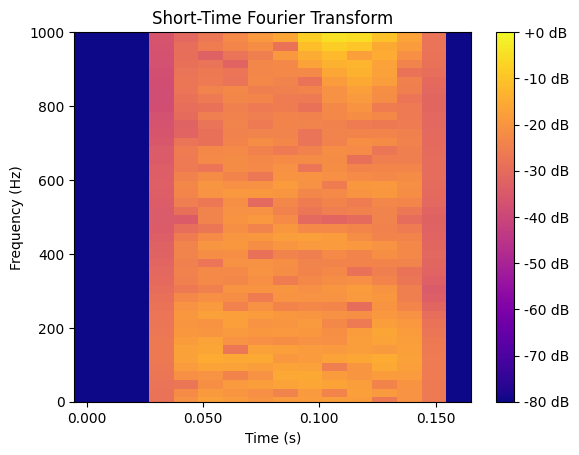 Short-Time Fourier Transform
1000
800
600
400
200
0
Frequency (Hz)
0.000
0.050
0.100
0.150
Time (s)
+0 dB
-10 dB
-20 dB
-30 dB
-40 dB
-50 dB
-60 dB
-70 dB
-80 dB